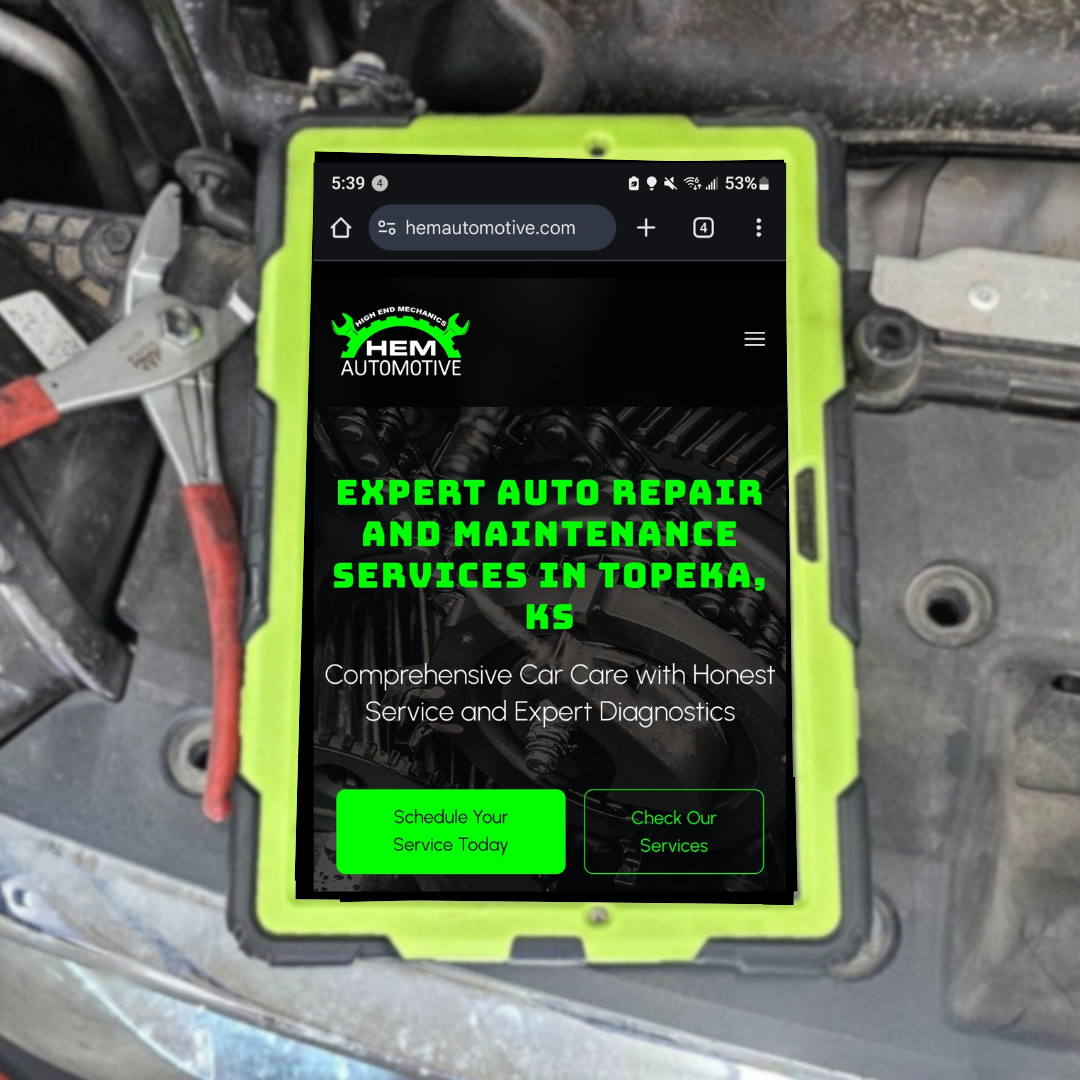 5:39 4 53%
hemautomotive.com 4
HIGH END MECHANICS
HEM
AUTOMOTIVE
EXPERT AUTO REPAIR
AND MAINTENANCE
SERVICES IN TOPEKA,
KS
Comprehensive Car Care with Honest
Service and Expert Diagnostics
Schedule Your
Service Today
Check Our
Services